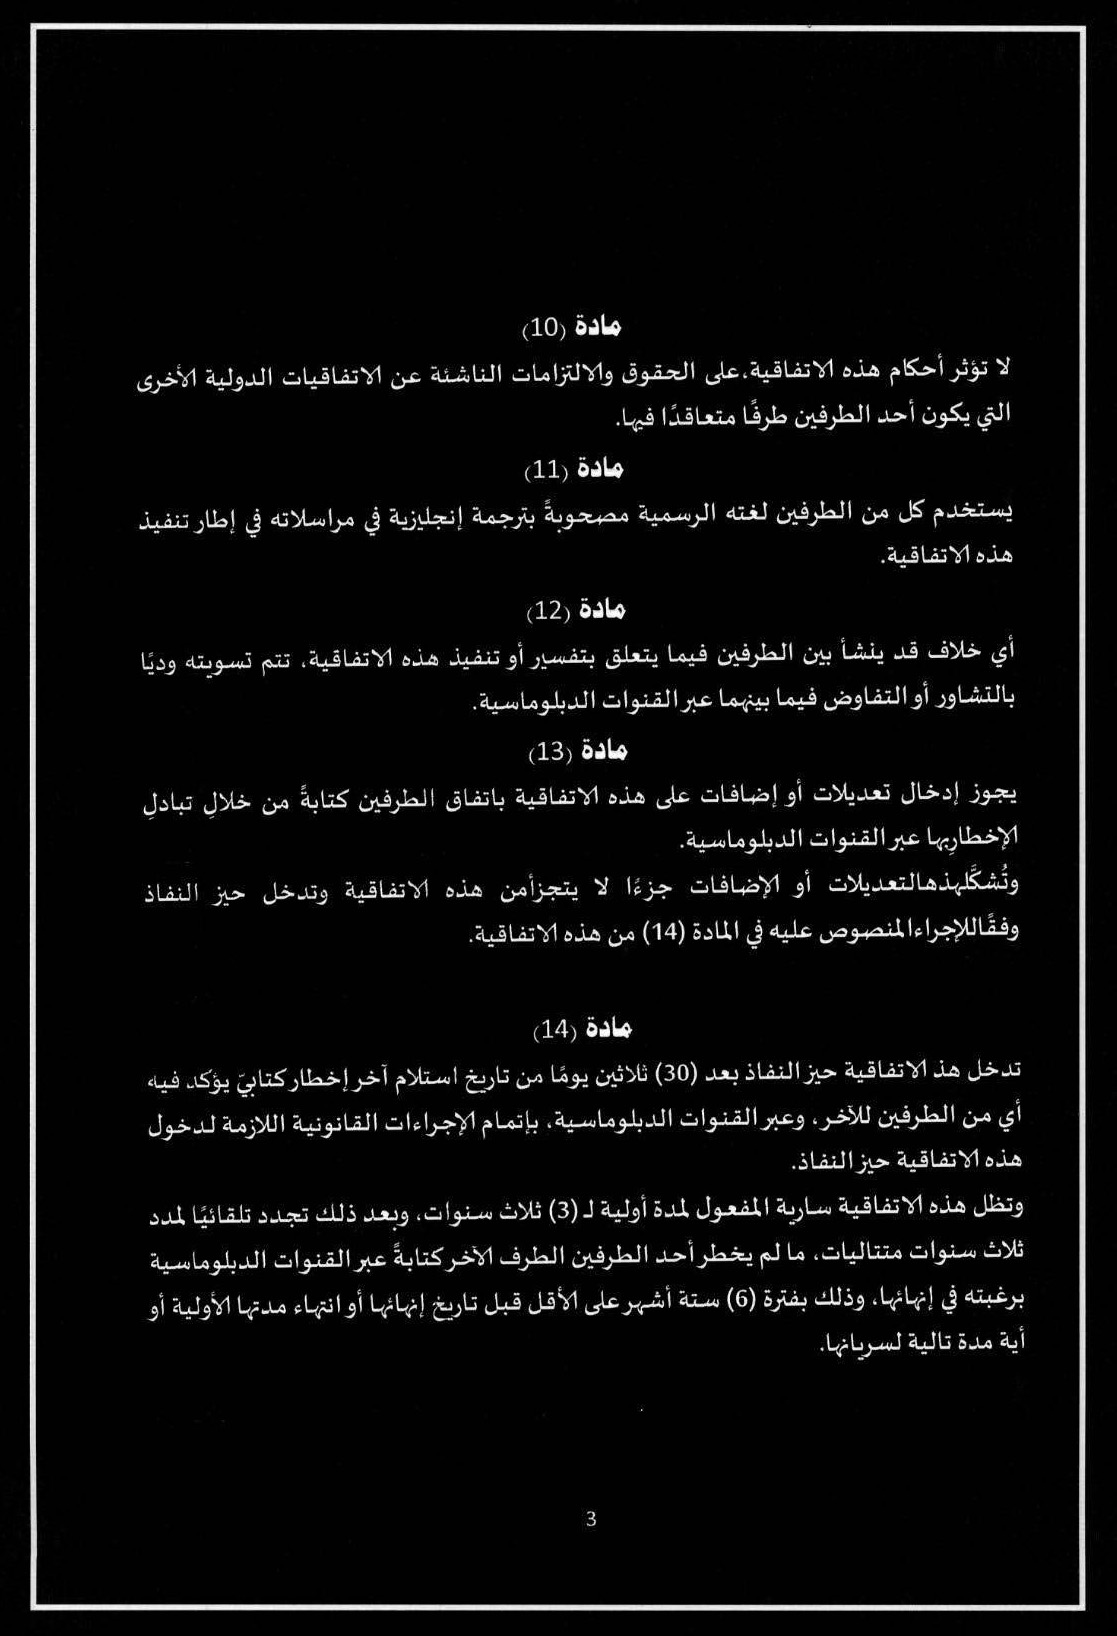 مادة (10)
لا تؤثر أحكام هذه الاتفاقية،على الحقوق والالتزامات الناشئة عن الاتفاقيات الدولية الأخرى
التي يكون أحد الطرفين طرفًا متعاقدًا فيها.
مادة (11)
يستخدم كل من الطرفين لغته الرسمية مصحوبةً بترجمة إنجليزية في مراسلاته في إطار تنفيذ
هذه الاتفاقية.
مادة (12)
أي خلاف قد ينشأ بين الطرفين فيما يتعلق بتفسير أو تنفيذ هذه الاتفاقية، تتم تسويته وديًا
بالتشاور أو التفاوض فيما بينهما عبر القنوات الدبلوماسية.
مادة (13)
يجوز إدخال تعديلات أو إضافات على هذه الاتفاقية باتفاق الطرفين كتابةً من خلالِ تبادلِ
الإخطارِبها عبر القنوات الدبلوماسية.
وتُشكَّلهذهالتعديلات أو الإضافات جزءًا لا يتجزأمن هذه الاتفاقية وتدخل حيز النفاذ
وفقًاللإجراءالمنصوص عليه في المادة (14) من هذه الاتفاقية.
مادة (14)
تدخل هذ الاتفاقية حيز النفاذ بعد (30) ثلاثين يومًا من تاريخ استلام آخر إخطار كتابيّ يؤكد فيه
أي من الطرفين للآخر، وعبر القنوات الدبلوماسية، بإتمام الإجراءات القانونية اللازمة لدخول
هذه الاتفاقية حيز النفاذ.
وتظل هذه الاتفاقية سارية المفعول لمدة أولية لـ (3) ثلاث سنوات، وبعد ذلك تجدد تلقائيًا لمدد
ثلاث سنوات متتاليات، ما لم يخطر أحد الطرفين الطرف الآخر كتابةً عبر القنوات الدبلوماسية
برغبته في إنهائها، وذلك بفترة (6) ستة أشهر على الأقل قبل تاريخ إنهائها أو انتهاء مدتها الأولية أو
أية مدة تالية لسريانها.
3